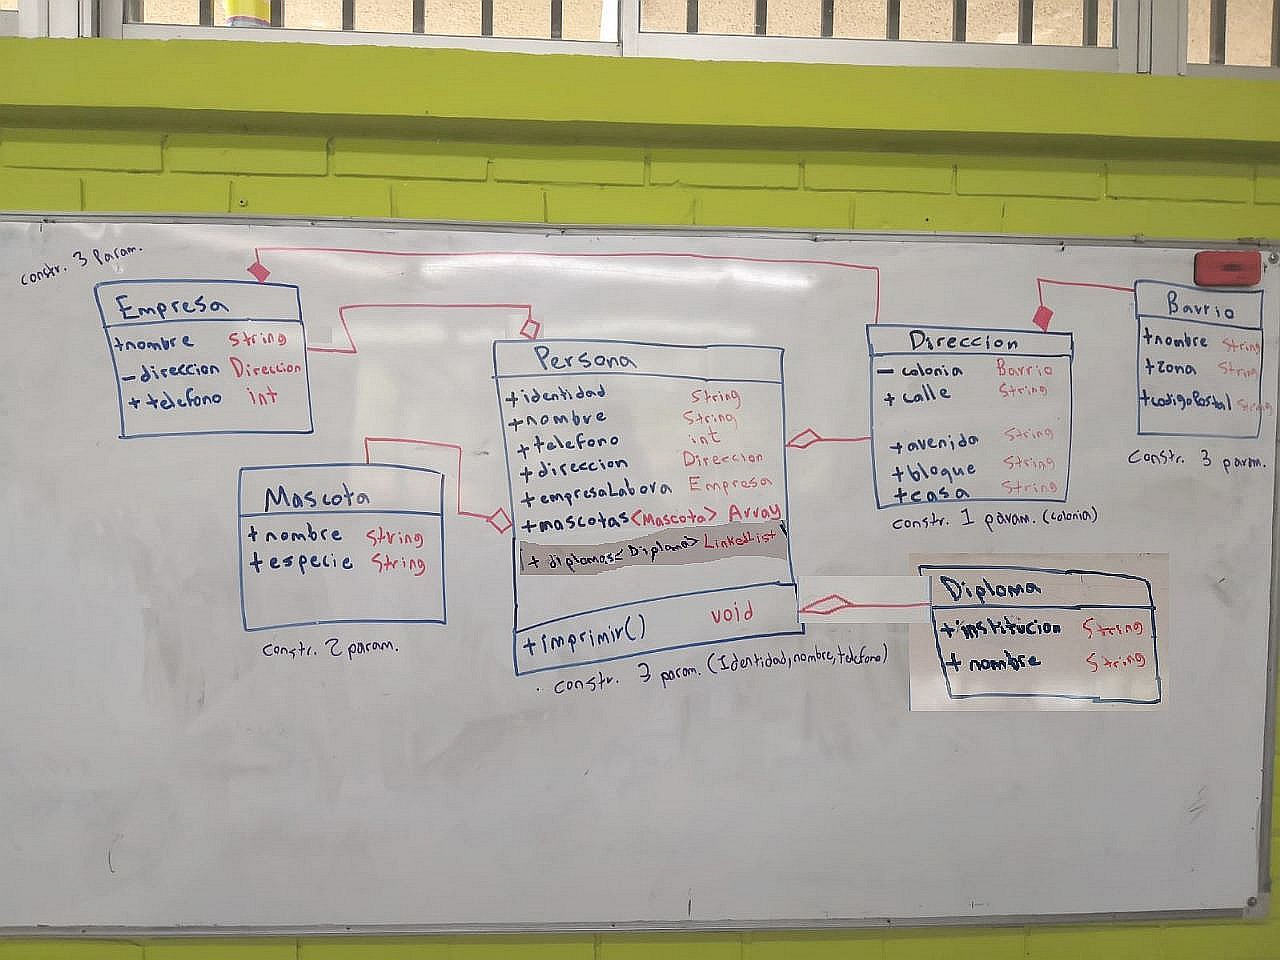 constr. 3 Param.
Empresa
+nombre String
-direccion Direccion
+telefono int
Mascota
+nombre String
+especie String
Constr. 2 param.
Persona
+identidad String
+nombre String
+telefono int
+direccion Direccion
+empresaLabora Empresa
+mascotas<Mascota> Array
+ diplomas<Diploma> LinkedList
+imprimir() void
constr. 3 param. (Identidad, nombre, telefono)
Direccion
- colonia Barrio
+ calle String
+avenida String
+bloque String
+casa String
constr. 1 param. (colonia)
Barrio
+nombre String
+zona String
+codigoPostal String
Constr. 3 param.
Diploma
+institucion String
+ nombre String